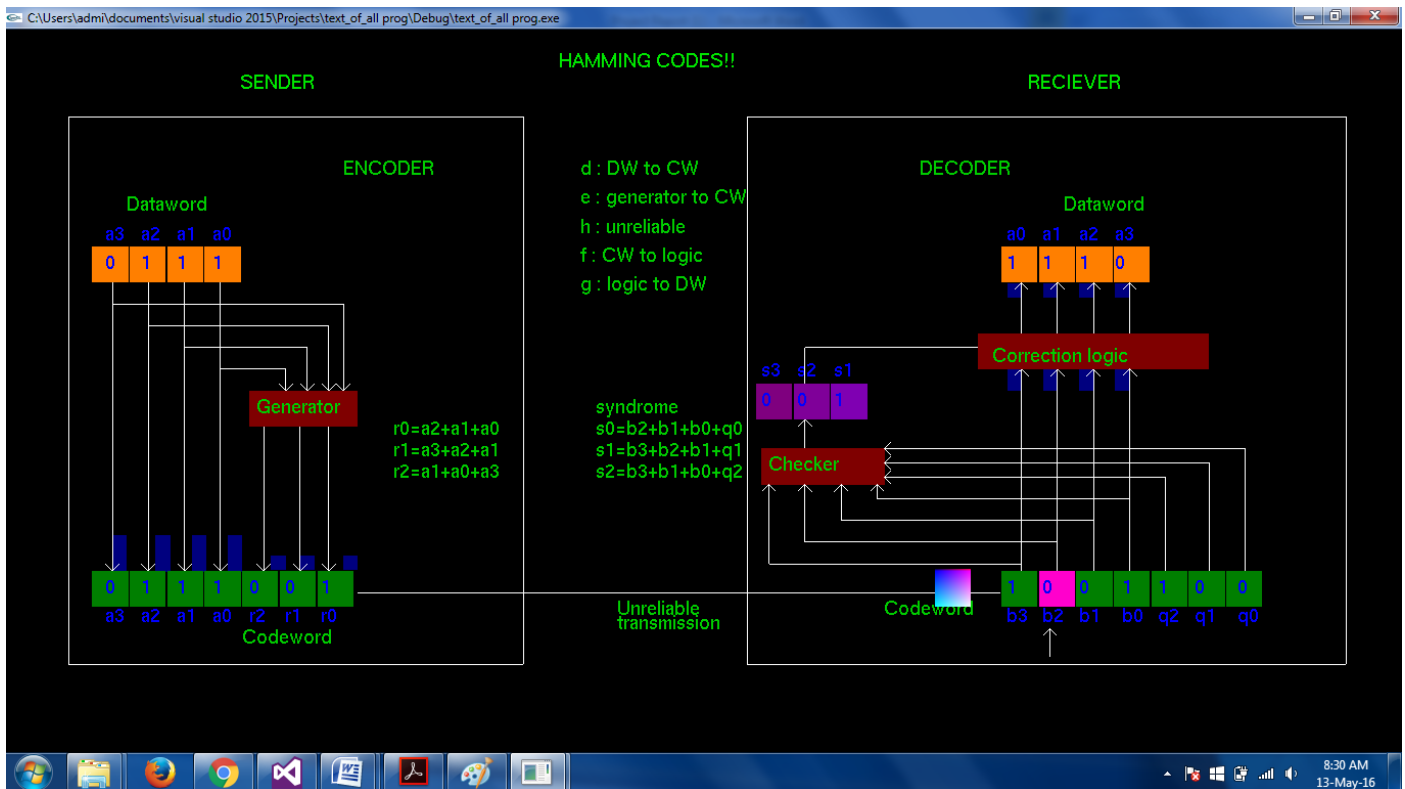 C:\Users\admi\documents\visual studio 2015\Projects\text_of_all prog\Debug\text_of_all prog.exe
HAMMING CODES!!
SENDER
RECIEVER
ENCODER
Dataword
a3 a2 a1 a0
0 1 1 1
Generator
r0=a2+a1+a0
r1=a3+a2+a1
r2=a1+a0+a3
0 1 1 1 0 0 1
a3 a2 a1 a0 r2 r1 r0
Codeword
d : DW to CW
e : generator to CW
h : unreliable
f : CW to logic
g : logic to DW
syndrome
s0=b2+b1+b0+q0
s1=b3+b2+b1+q1
s2=b3+b1+b0+q2
Unreliable
transmission
DECODER
Dataword
a0 a1 a2 a3
1 1 1 0
Correction logic
s3 s2 s1
0 0 1
Checker
Codeword
1 0 0 1 1 0 0
b3 b2 b1 b0 q2 q1 q0
8:30 AM
13-May-16